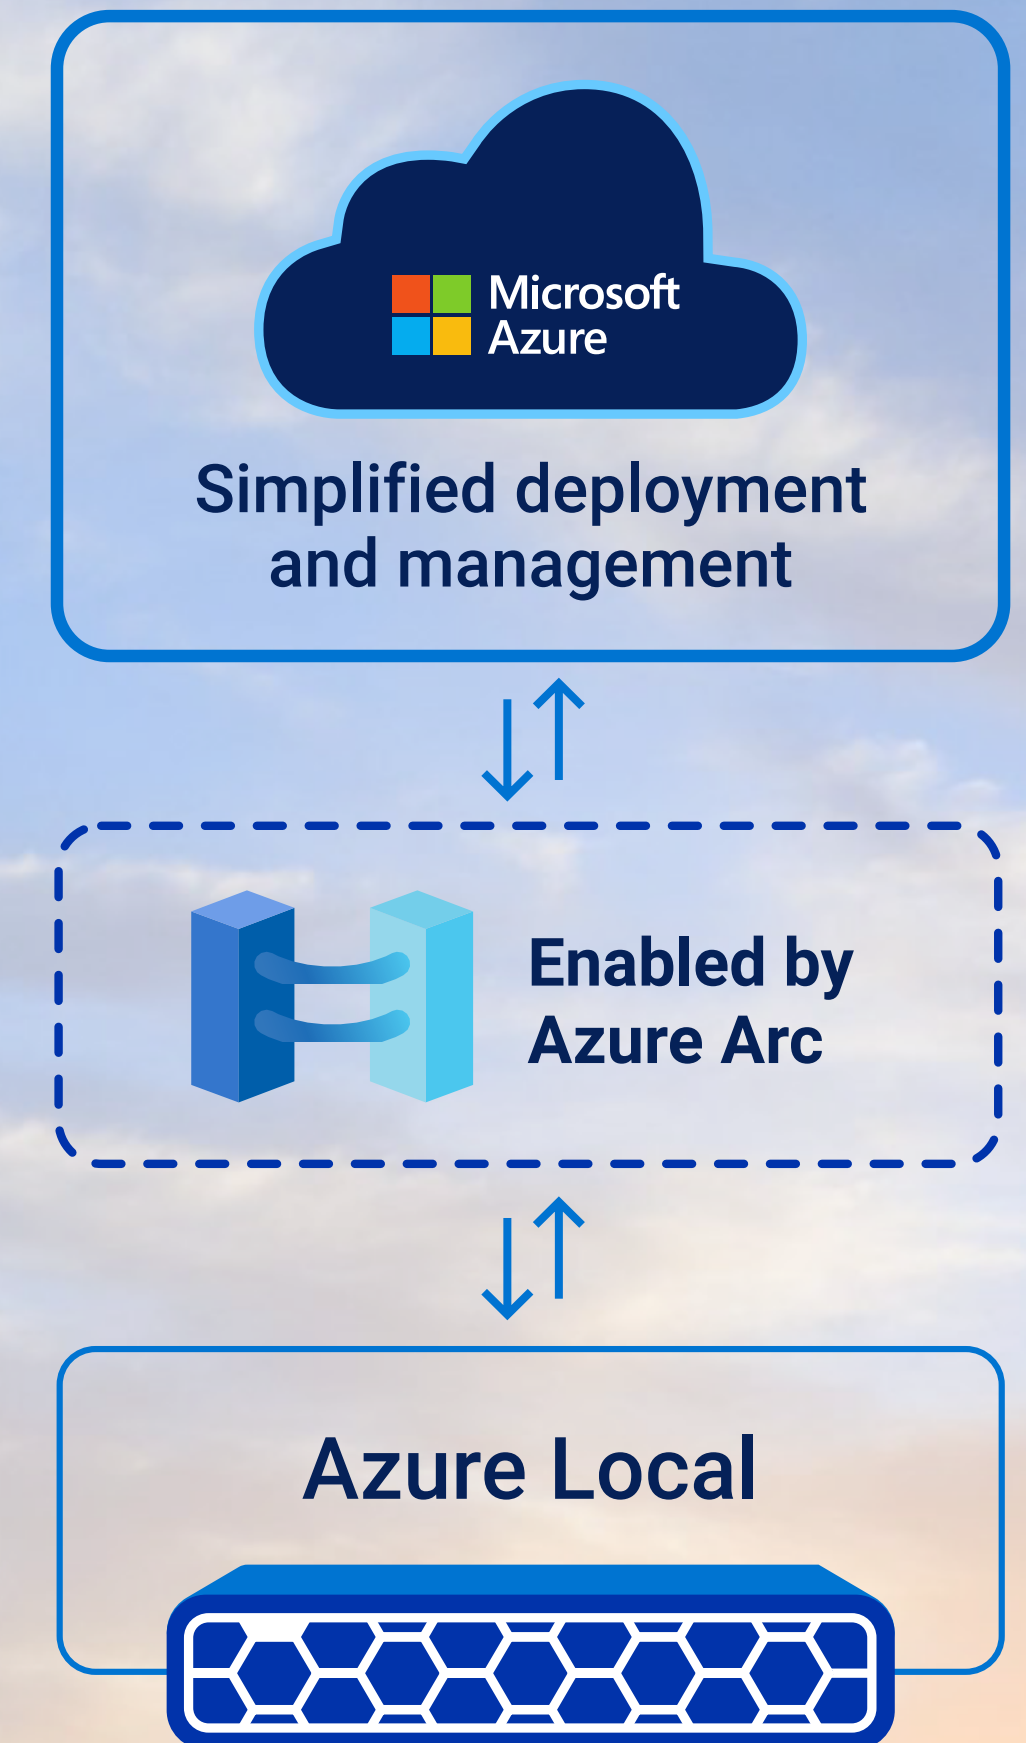 Microsoft
Azure
Simplified deployment
and management
Enabled by
Azure Arc
Azure Local